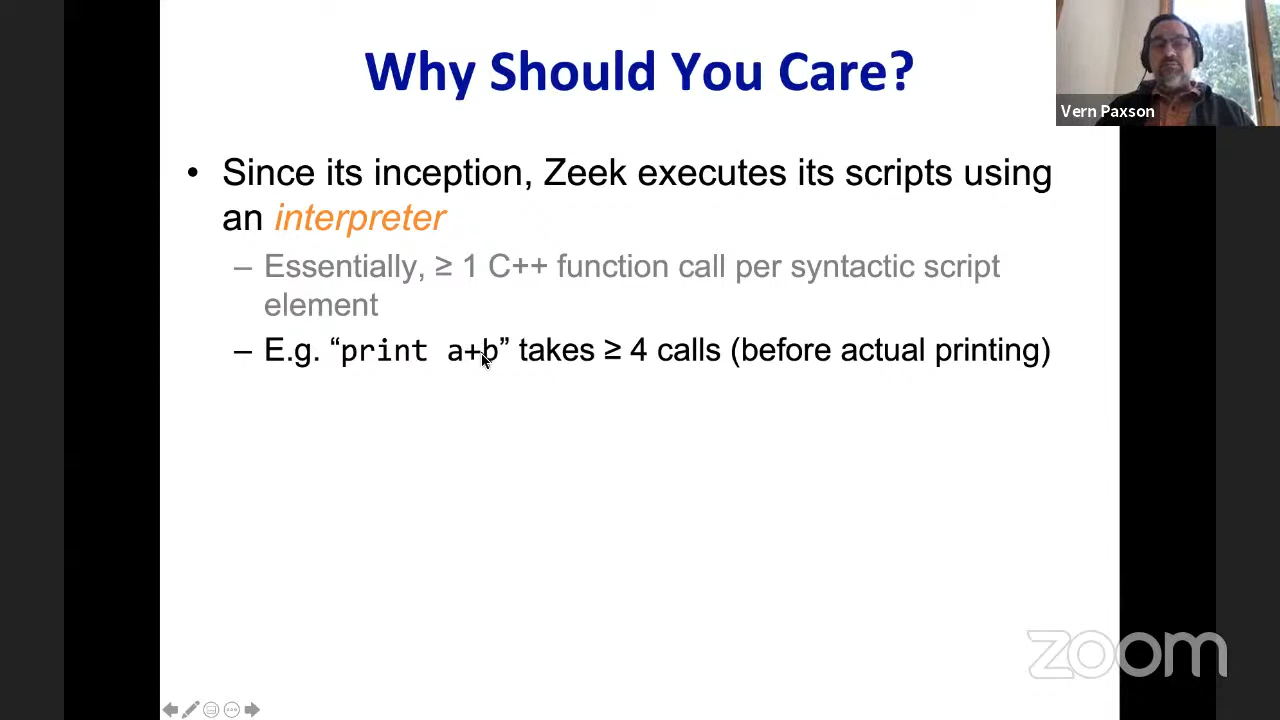 Why Should You Care?
Vern Paxson
• Since its inception, Zeek executes its scripts using
an interpreter
– Essentially, ≥ 1 C++ function call per syntactic script
element
– E.g. “print a+b” takes ≥ 4 calls (before actual printing)
zoom